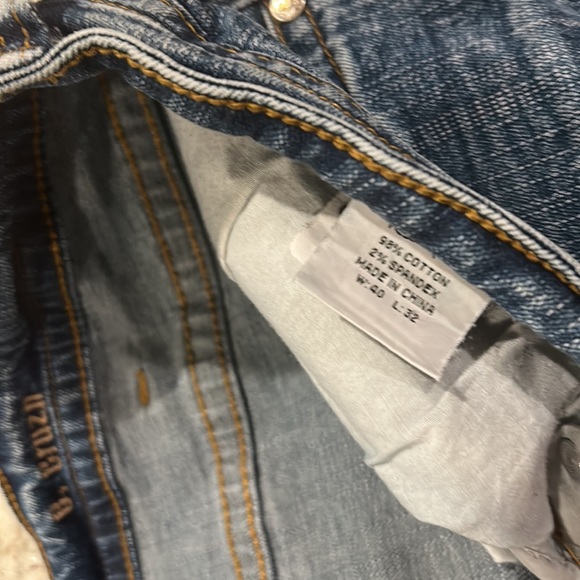 98% COTTON
2% SPANDEX
MADE IN CHINA
W:40 L:32